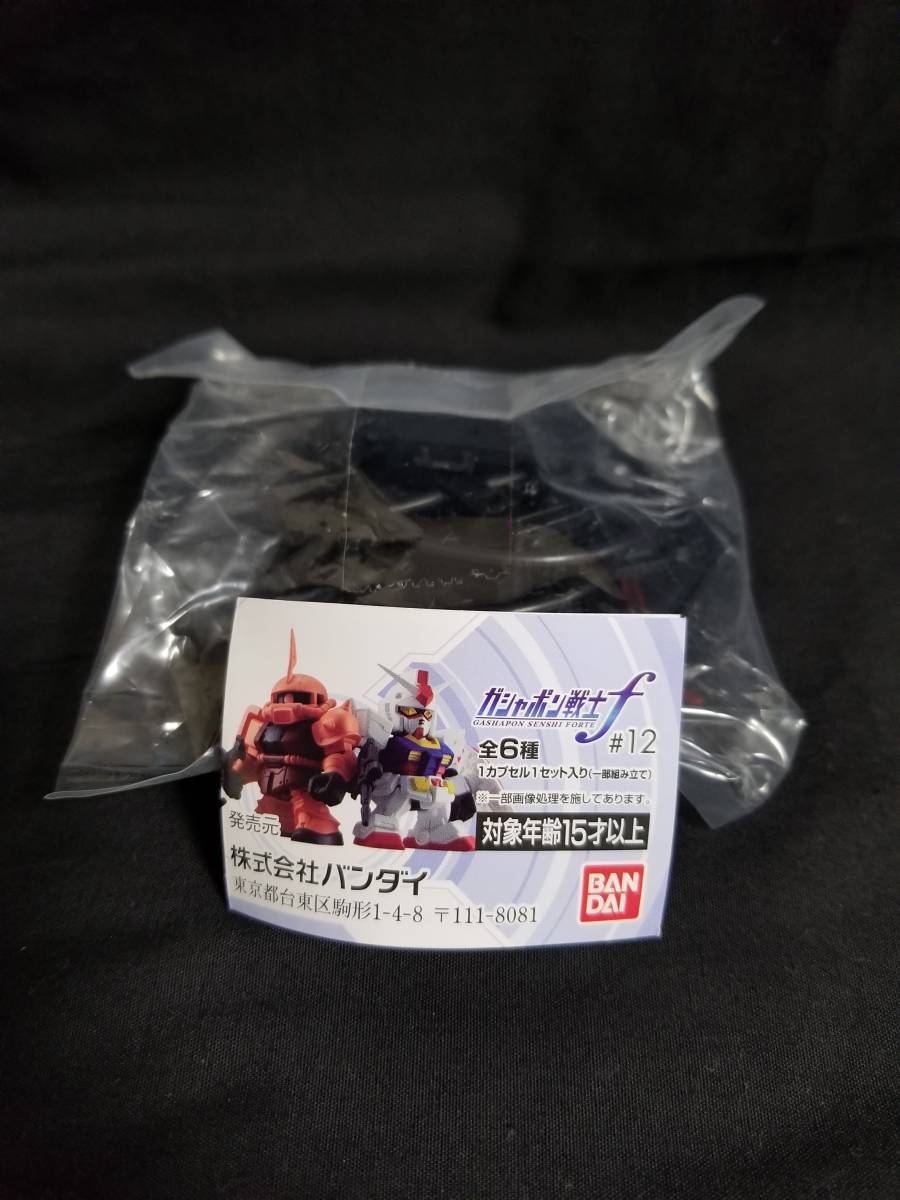 ガシャポン戦士f
GASHAPON SENSHI FORTE
#12
全6種
1カプセル1セット入り(一部組み立て)
※一部画像処理を施してあります。
対象年齢15才以上
発売元
株式会社バンダイ
東京都台東区駒形1-4-8 〒111-8081
BAN
DAI